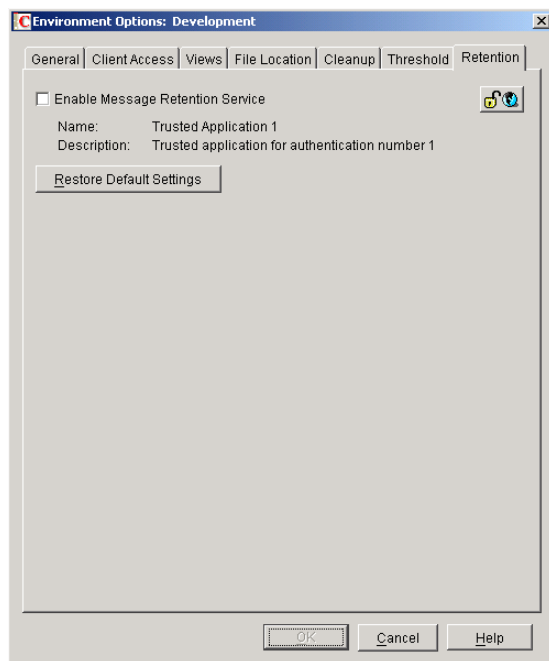 Environment Options: Development
General Client Access Views File Location Cleanup Threshold Retention
Enable Message Retention Service
Name: Trusted Application 1
Description: Trusted application for authentication number 1
Restore Default Settings
OK Cancel Help